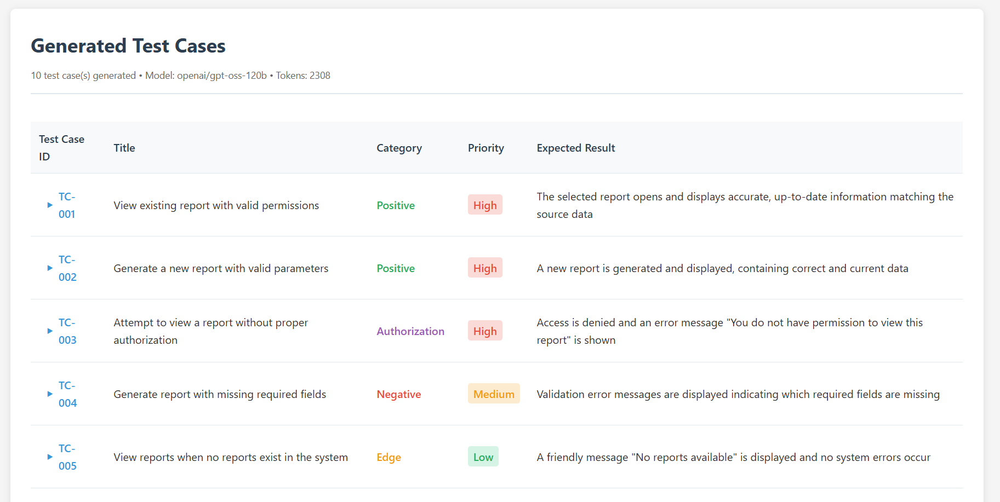 Generated Test Cases
10 test case(s) generated • Model: openai/gpt-oss-120b • Tokens: 2308
Test Case
ID
Title
Category
Priority
Expected Result
TC-
001
View existing report with valid permissions
Positive
High
The selected report opens and displays accurate, up-to-date information matching the
source data
TC-
002
Generate a new report with valid parameters
Positive
High
A new report is generated and displayed, containing correct and current data
TC-
003
Attempt to view a report without proper
authorization
Authorization
High
Access is denied and an error message "You do not have permission to view this
report" is shown
TC-
004
Generate report with missing required fields
Negative
Medium
Validation error messages are displayed indicating which required fields are missing
TC-
005
View reports when no reports exist in the system
Edge
Low
A friendly message "No reports available" is displayed and no system errors occur